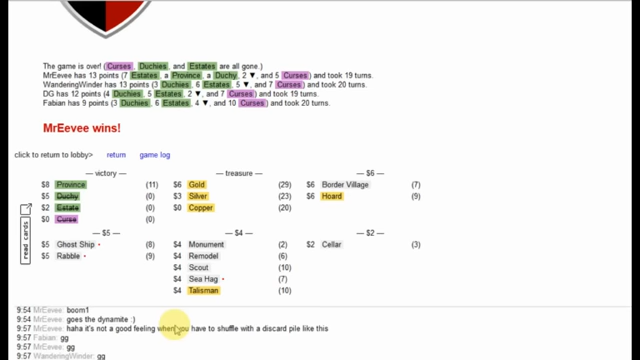 The game is over! (Curses, Duchies, and Estates are all gone.)
MrEevee has 13 points (7 Estates, a Province, a Duchy, 2 ▼, and 5 Curses) and took 19 turns.
WanderingWinder has 13 points (3 Duchies, 6 Estates, 5 ▼, and 7 Curses) and took 20 turns.
DG has 12 points (4 Duchies, 5 Estates, 2 ▼, and 7 Curses) and took 19 turns.
Fabian has 9 points (3 Duchies, 6 Estates, 4 ▼, and 10 Curses) and took 20 turns.
MrEevee wins!
click to return to lobby> return game log
— victory — — treasure — — $6 —
$8 Province (11) $6 Gold (29) $6 Border Village (7)
$5 Duchy (0) $3 Silver (23) $6 Hoard (9)
$2 Estate (0) $0 Copper (20)
$0 Curse (0)
read cards
— $5 — — $4 — — $2 —
$5 Ghost Ship • (8) $4 Monument (2) $2 Cellar (3)
$5 Rabble • (9) $4 Remodel (6)
$4 Scout (10)
$4 Sea Hag • (7)
$4 Talisman (10)
9:54 MrEevee: boom1
9:54 MrEevee: goes the dynamite :)
9:57 MrEevee: haha it's not a good feeling when you have to shuffle with a discard pile like this
9:57 Fabian: gg
9:57 MrEevee: gg
9:57 WanderingWinder: gg